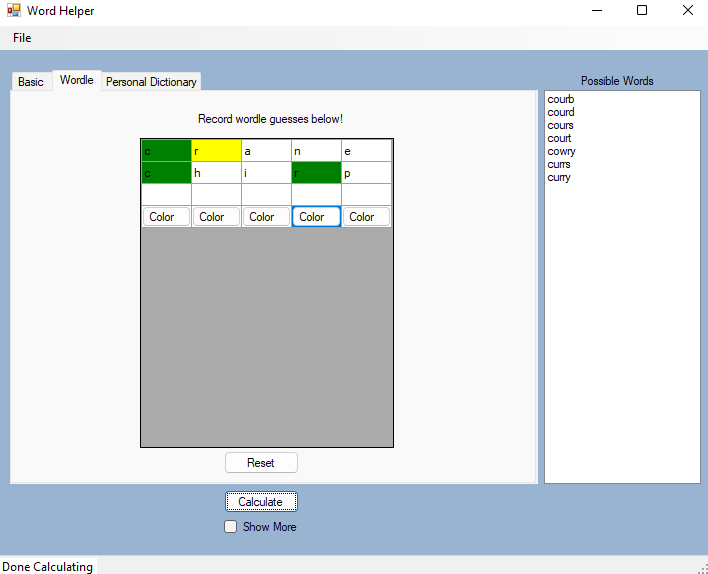 Word Helper
File
Basic Wordle Personal Dictionary
Possible Words
Record wordle guesses below!
c r a n e
c h i r p
Color Color Color Color Color
courb
courd
cours
court
cowry
currs
curry
Reset
Calculate
Show More
Done Calculating